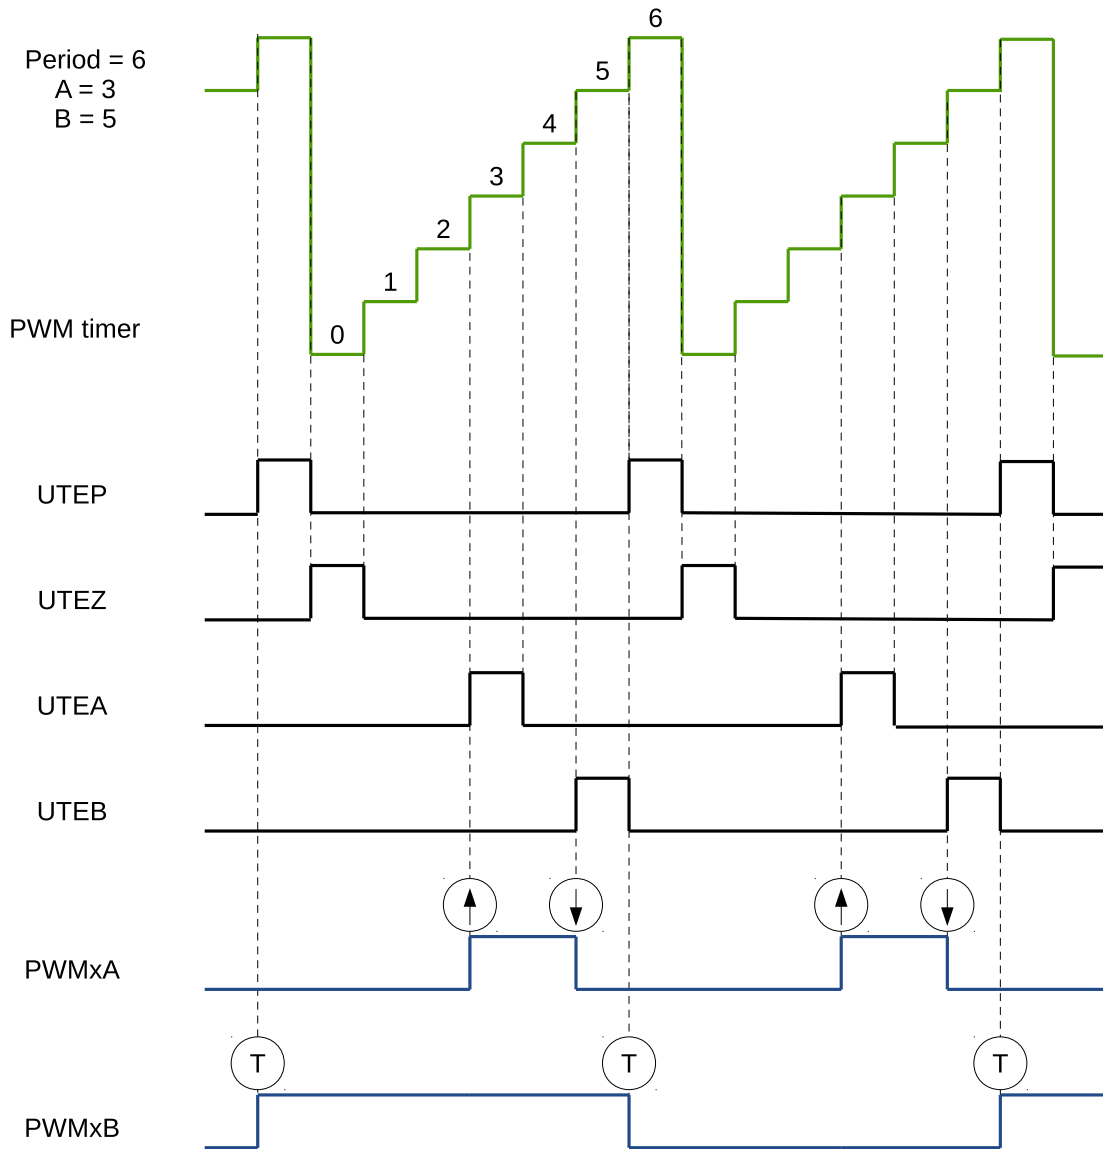 6
5
4
3
2
1
0
Period = 6
A = 3
B = 5
PWM timer
UTEP
UTEZ
UTEA
UTEB
PWMxA
T T T
PWMxB